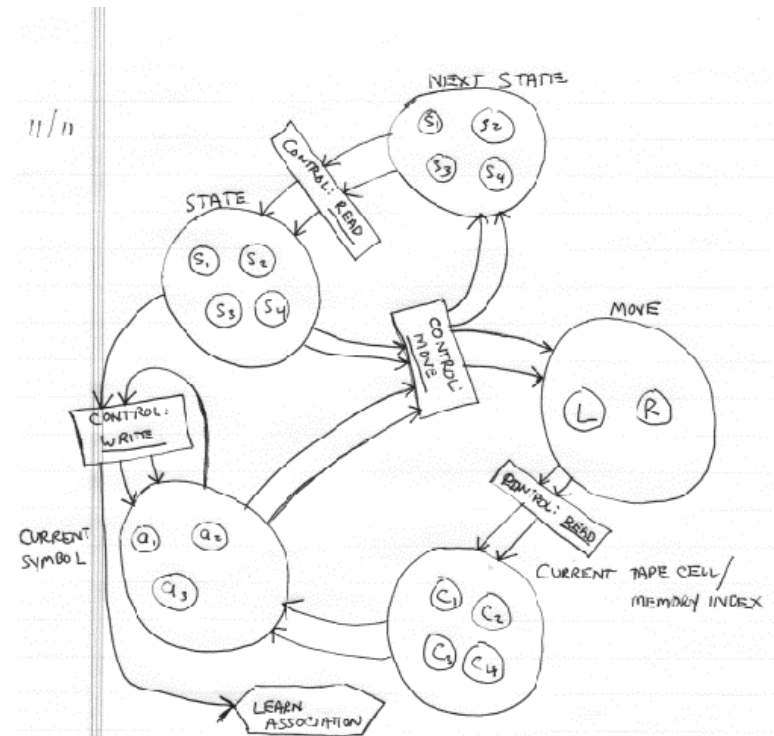 NEXT STATE
11/11
S1 S2
S3 S4
CONTROL: READ
STATE
S1 S2
S3 S4
CONTROL:
MOVE
MOVE
L R
CONTROL:
WRITE
CONTROL: READ
CURRENT
SYMBOL
a1 a2
a3
CURRENT TAPE CELL/
MEMORY INDEX
C1 C2
C3 C4
LEARN
ASSOCIATION